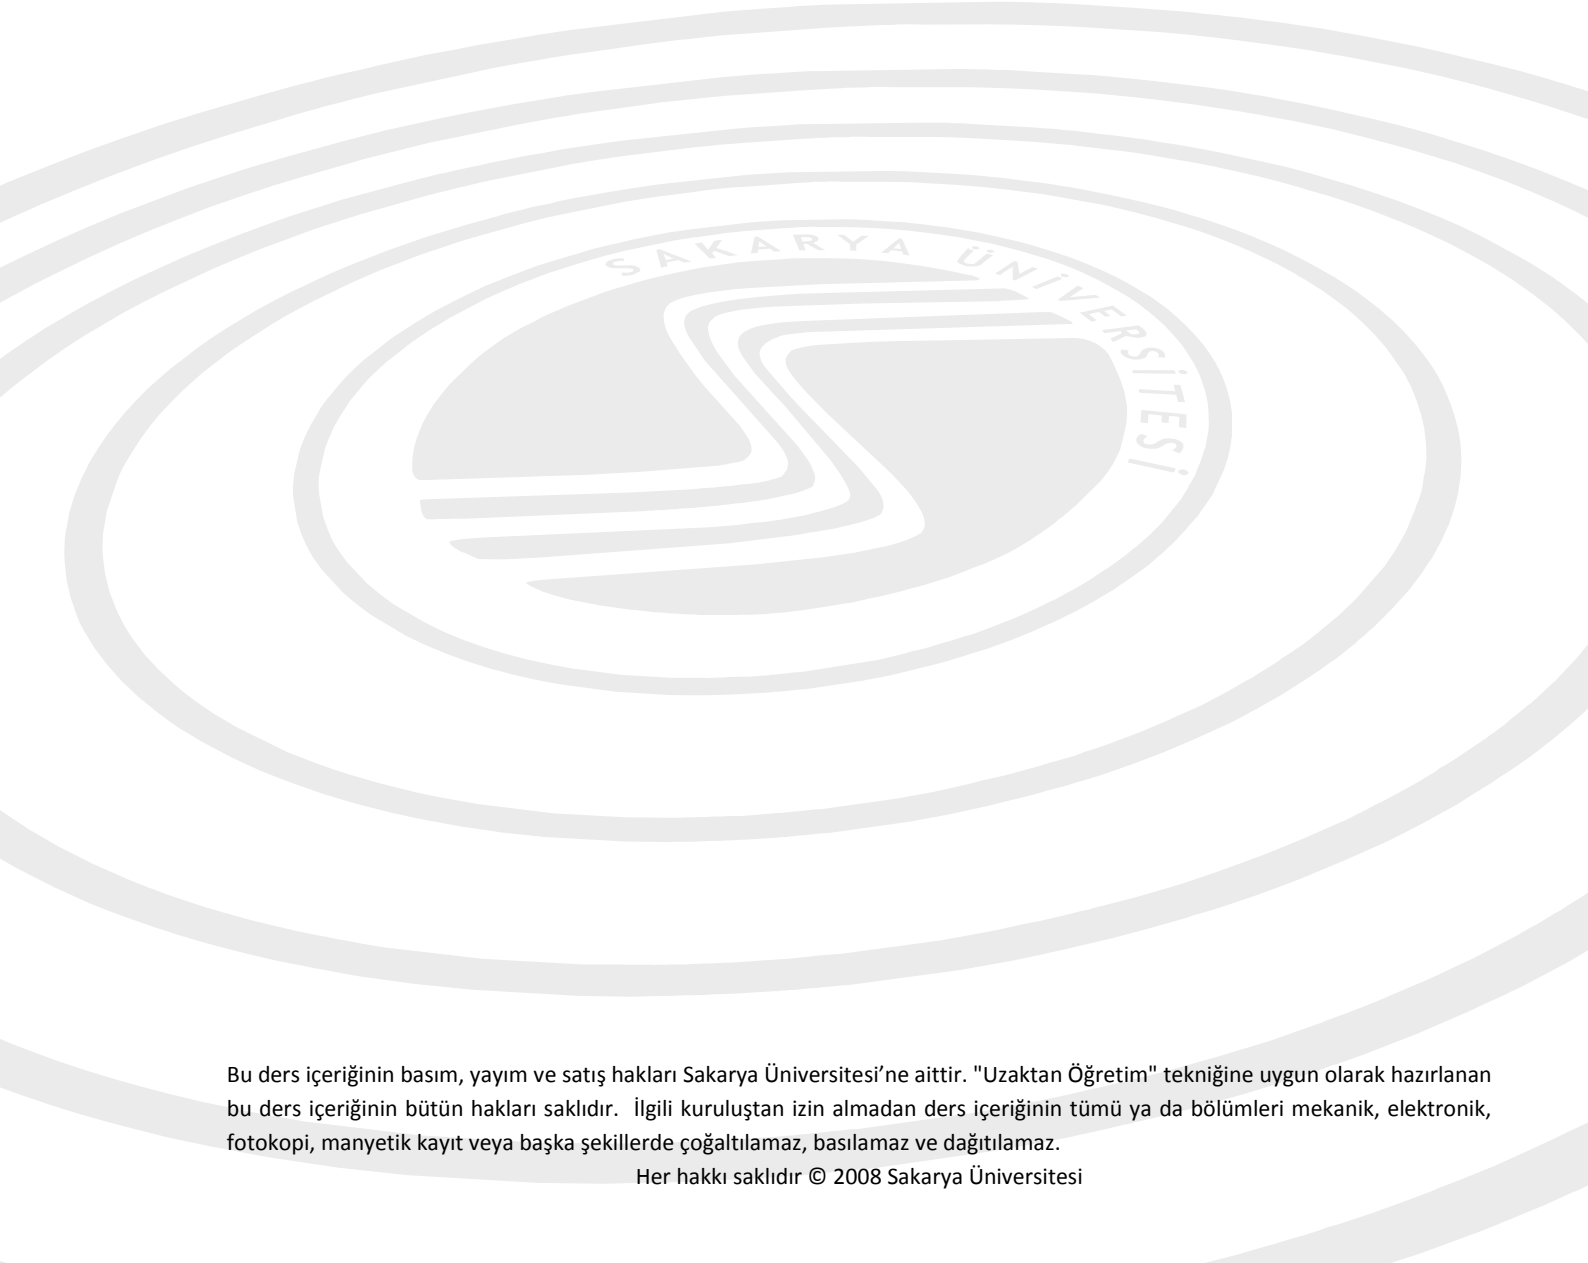 SAKARYA ÜNİVERSİTESİ
Bu ders içeriğinin basım, yayım ve satış hakları Sakarya Üniversitesi’ne aittir. "Uzaktan Öğretim" tekniğine uygun olarak hazırlanan
bu ders içeriğinin bütün hakları saklıdır.  İlgili kuruluştan izin almadan ders içeriğinin tümü ya da bölümleri mekanik, elektronik,
fotokopi, manyetik kayıt veya başka şekillerde çoğaltılamaz, basılamaz ve dağıtılamaz.
Her hakkı saklıdır © 2008 Sakarya Üniversitesi